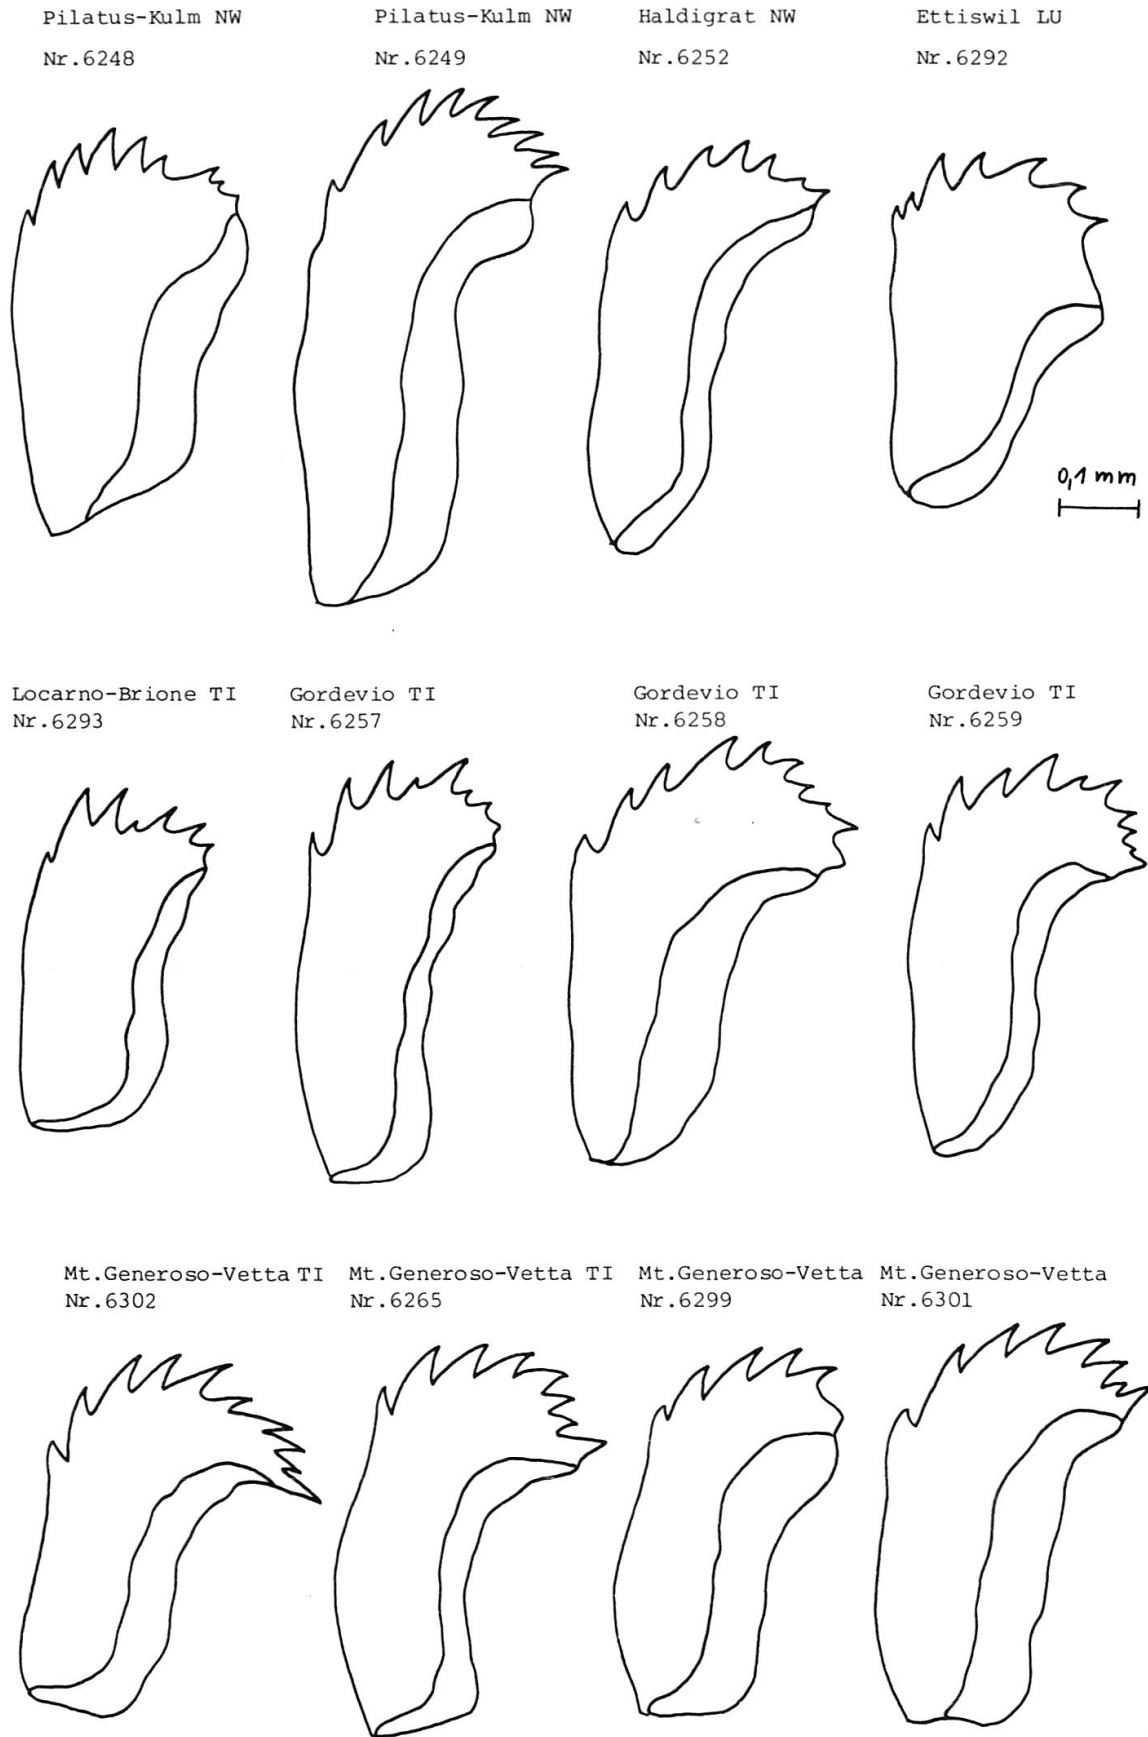 Pilatus-Kulm NW
Nr.6248
Pilatus-Kulm NW
Nr.6249
Haldigrat NW
Nr.6252
Ettiswil LU
Nr.6292
0,1 mm
Locarno-Brione TI
Nr.6293
Gordevio TI
Nr.6257
Gordevio TI
Nr.6258
Gordevio TI
Nr.6259
Mt.Generoso-Vetta TI
Nr.6302
Mt.Generoso-Vetta TI
Nr.6265
Mt.Generoso-Vetta
Nr.6299
Mt.Generoso-Vetta
Nr.6301